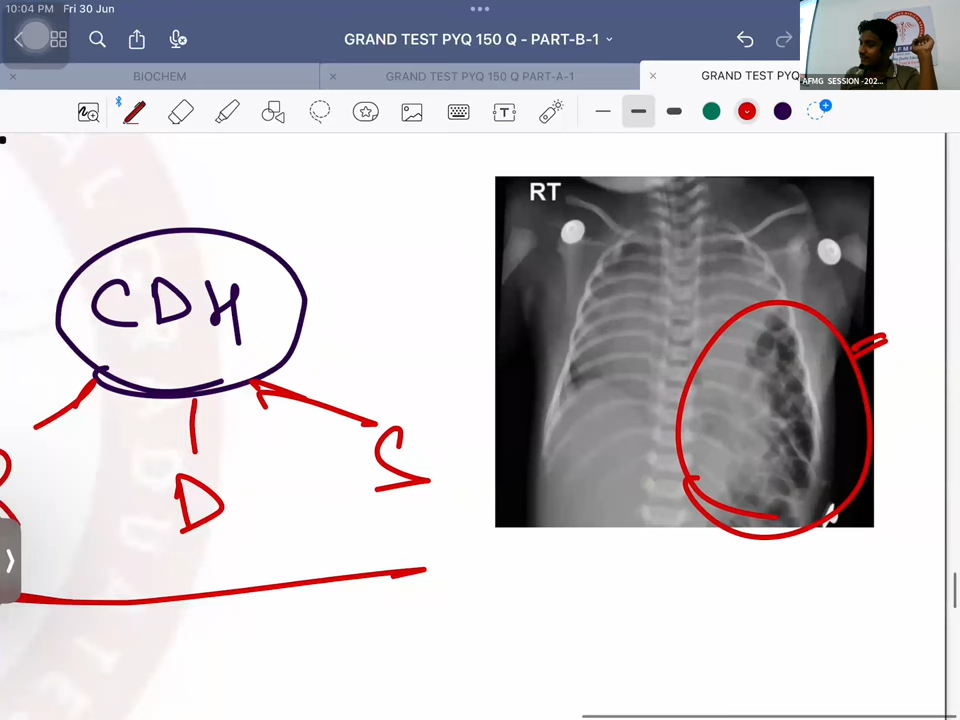 10:04 PM Fri 30 Jun
GRAND TEST PYQ 150 Q - PART-B-1
BIOCHEM
GRAND TEST PYQ 150 Q PART-A-1
GRAND TEST PYQ
AFMG SESSION -202...
RT
CDH
D
S